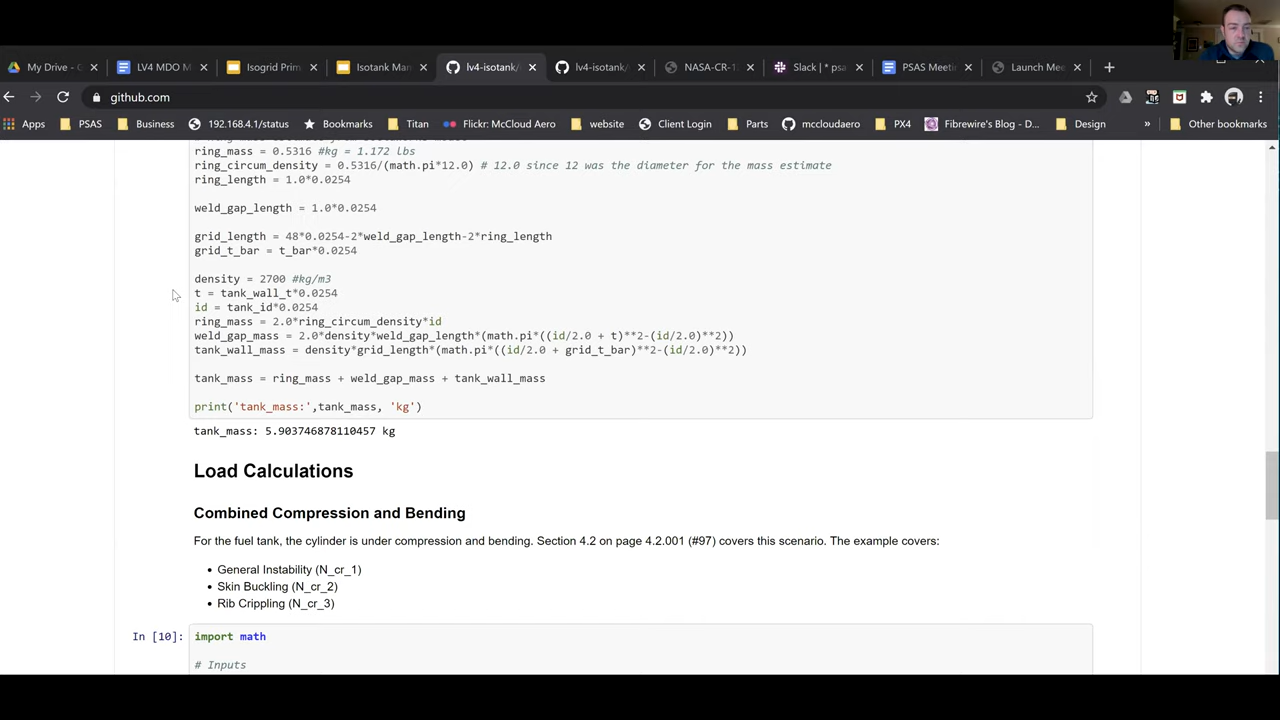 My Drive - G
LV4 MDO M
Isogrid Prim
Isotank Man
lv4-isotank/
lv4-isotank/
NASA-CR-1
Slack | * psa
PSAS Meeti
Launch Mee
github.com
Apps
PSAS
Business
192.168.4.1/status
Bookmarks
Titan
Flickr: McCloud Aero
website
Client Login
Parts
mccloudaero
PX4
Fibrewire's Blog - D...
Design
»
Other bookmarks
ring_mass = 0.5316 #kg = 1.172 lbs
ring_circum_density = 0.5316/(math.pi*12.0) # 12.0 since 12 was the diameter for the mass estimate
ring_length = 1.0*0.0254
weld_gap_length = 1.0*0.0254
grid_length = 48*0.0254-2*weld_gap_length-2*ring_length
grid_t_bar = t_bar*0.0254
density = 2700 #kg/m3
t = tank_wall_t*0.0254
id = tank_id*0.0254
ring_mass = 2.0*ring_circum_density*id
weld_gap_mass = 2.0*density*weld_gap_length*(math.pi*((id/2.0 + t)**2-(id/2.0)**2))
tank_wall_mass = density*grid_length*(math.pi*((id/2.0 + grid_t_bar)**2-(id/2.0)**2))
tank_mass = ring_mass + weld_gap_mass + tank_wall_mass
print('tank_mass:',tank_mass, 'kg')
tank_mass: 5.903746878110457 kg
Load Calculations
Combined Compression and Bending
For the fuel tank, the cylinder is under compression and bending. Section 4.2 on page 4.2.001 (#97) covers this scenario. The example covers:
• General Instability (N_cr_1)
• Skin Buckling (N_cr_2)
• Rib Crippling (N_cr_3)
In [10]: import math
# Inputs